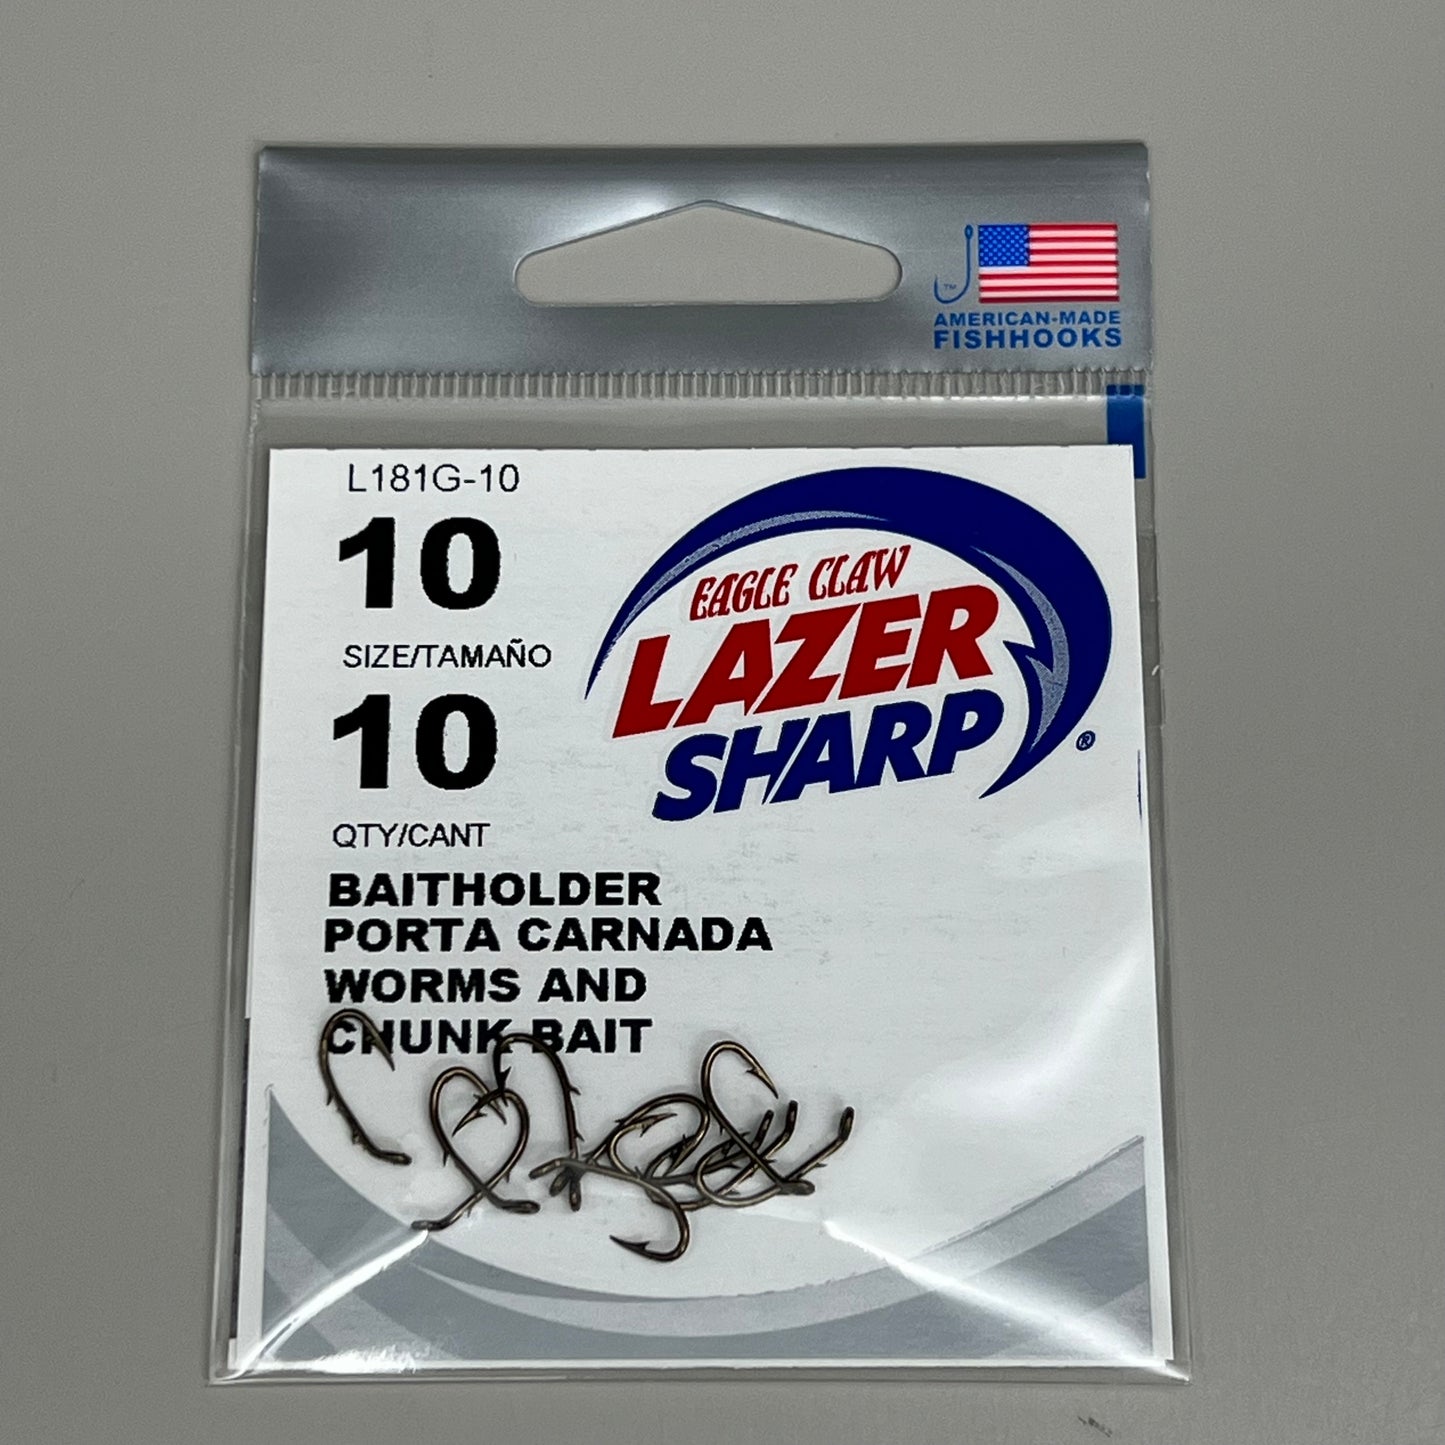 TM
AMERICAN-MADE
FISHHOOKS
L181G-10
10
SIZE/TAMAÑO
10
QTY/CANT
EAGLE CLAW
LAZER
SHARP®
BAITHOLDER
PORTA CARNADA
WORMS AND
CHUNK BAIT